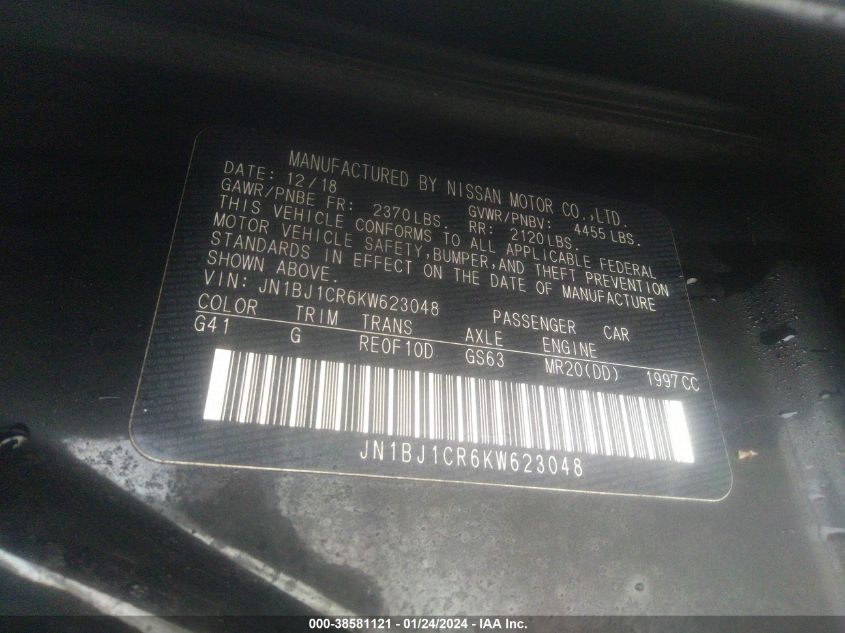 MANUFACTURED BY NISSAN MOTOR CO.,LTD.
DATE: 12/18
GAWR/PNBE FR: 2370LBS. GVWR/PNBV: 4455LBS.
RR: 2120LBS.
THIS VEHICLE CONFORMS TO ALL APPLICABLE FEDERAL
MOTOR VEHICLE SAFETY,BUMPER,AND THEFT PREVENTION
STANDARDS IN EFFECT ON THE DATE OF MANUFACTURE
SHOWN ABOVE.
VIN: JN1BJ1CR6KW623048 PASSENGER CAR
COLOR TRIM TRANS AXLE ENGINE
G41 G RE0F10D GS63 MR20(DD) 1997CC
JN1BJ1CR6KW623048
000-38581121 - 01/24/2024 - IAA Inc.